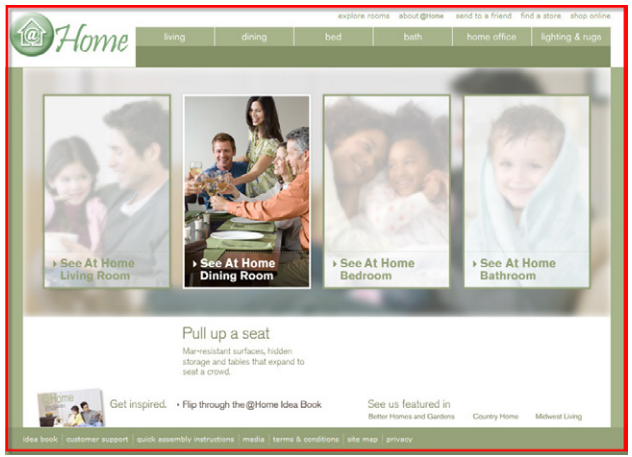 explore rooms about @Home send to a friend find a store shop online
@ Home
living dining bed bath home office lighting & rugs
See At Home
Living Room
See At Home
Dining Room
See At Home
Bedroom
See At Home
Bathroom
Pull up a seat
Mar-resistant surfaces, hidden
storage and tables that expand to
seat a crowd.
@Home
Get inspired. Flip through the @Home Idea Book
See us featured in
Better Homes and Gardens Country Home Midwest Living
idea book customer support quick assembly instructions media terms & conditions site map privacy